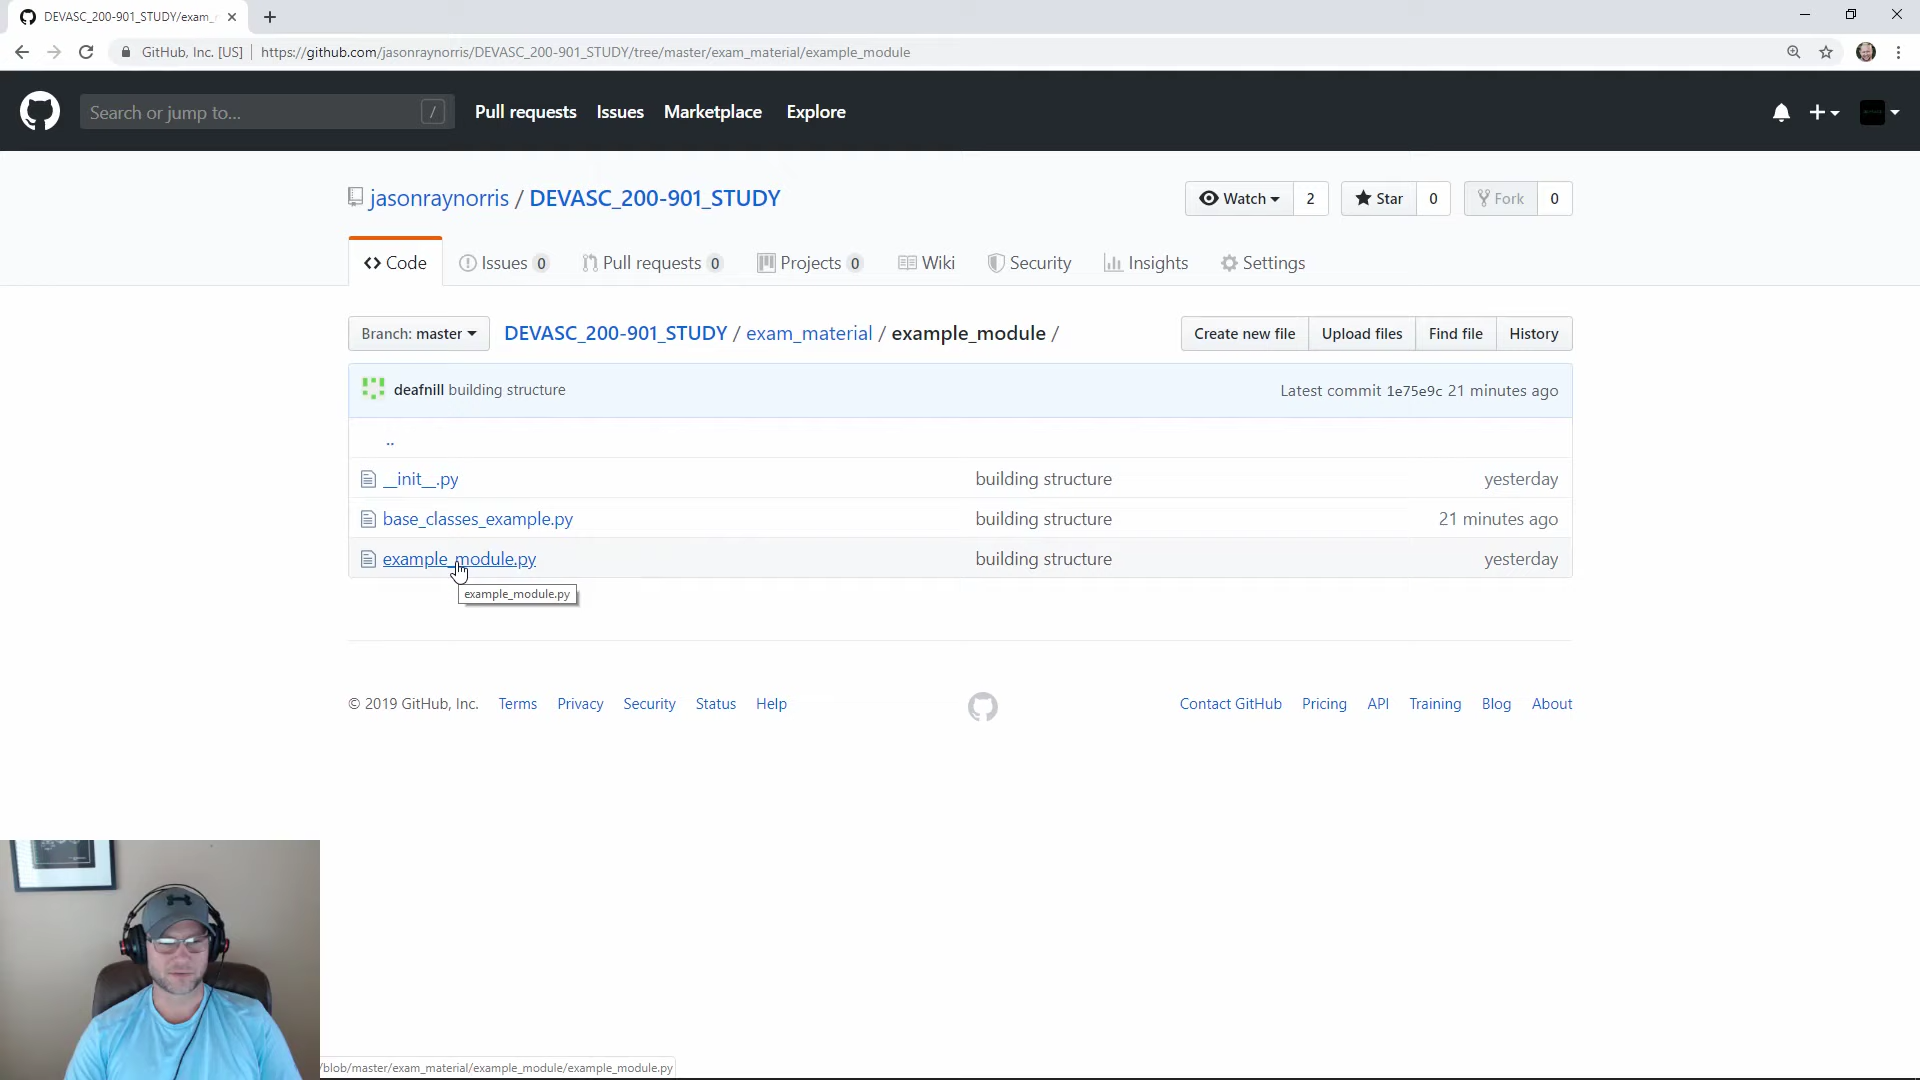 DEVASC_200-901_STUDY/exam_
GitHub, Inc. [US] | https://github.com/jasonraynorris/DEVASC_200-901_STUDY/tree/master/exam_material/example_module
Search or jump to... /
Pull requests Issues Marketplace Explore
jasonraynorris / DEVASC_200-901_STUDY
Watch 2 Star 0 Fork 0
Code Issues 0 Pull requests 0 Projects 0 Wiki Security Insights Settings
Branch: master DEVASC_200-901_STUDY / exam_material / example_module / Create new file Upload files Find file History
deafnill building structure Latest commit 1e75e9c 21 minutes ago
..
__init__.py building structure yesterday
base_classes_example.py building structure 21 minutes ago
example_module.py building structure yesterday
example_module.py
© 2019 GitHub, Inc. Terms Privacy Security Status Help Contact GitHub Pricing API Training Blog About
/blob/master/exam_material/example_module/example_module.py